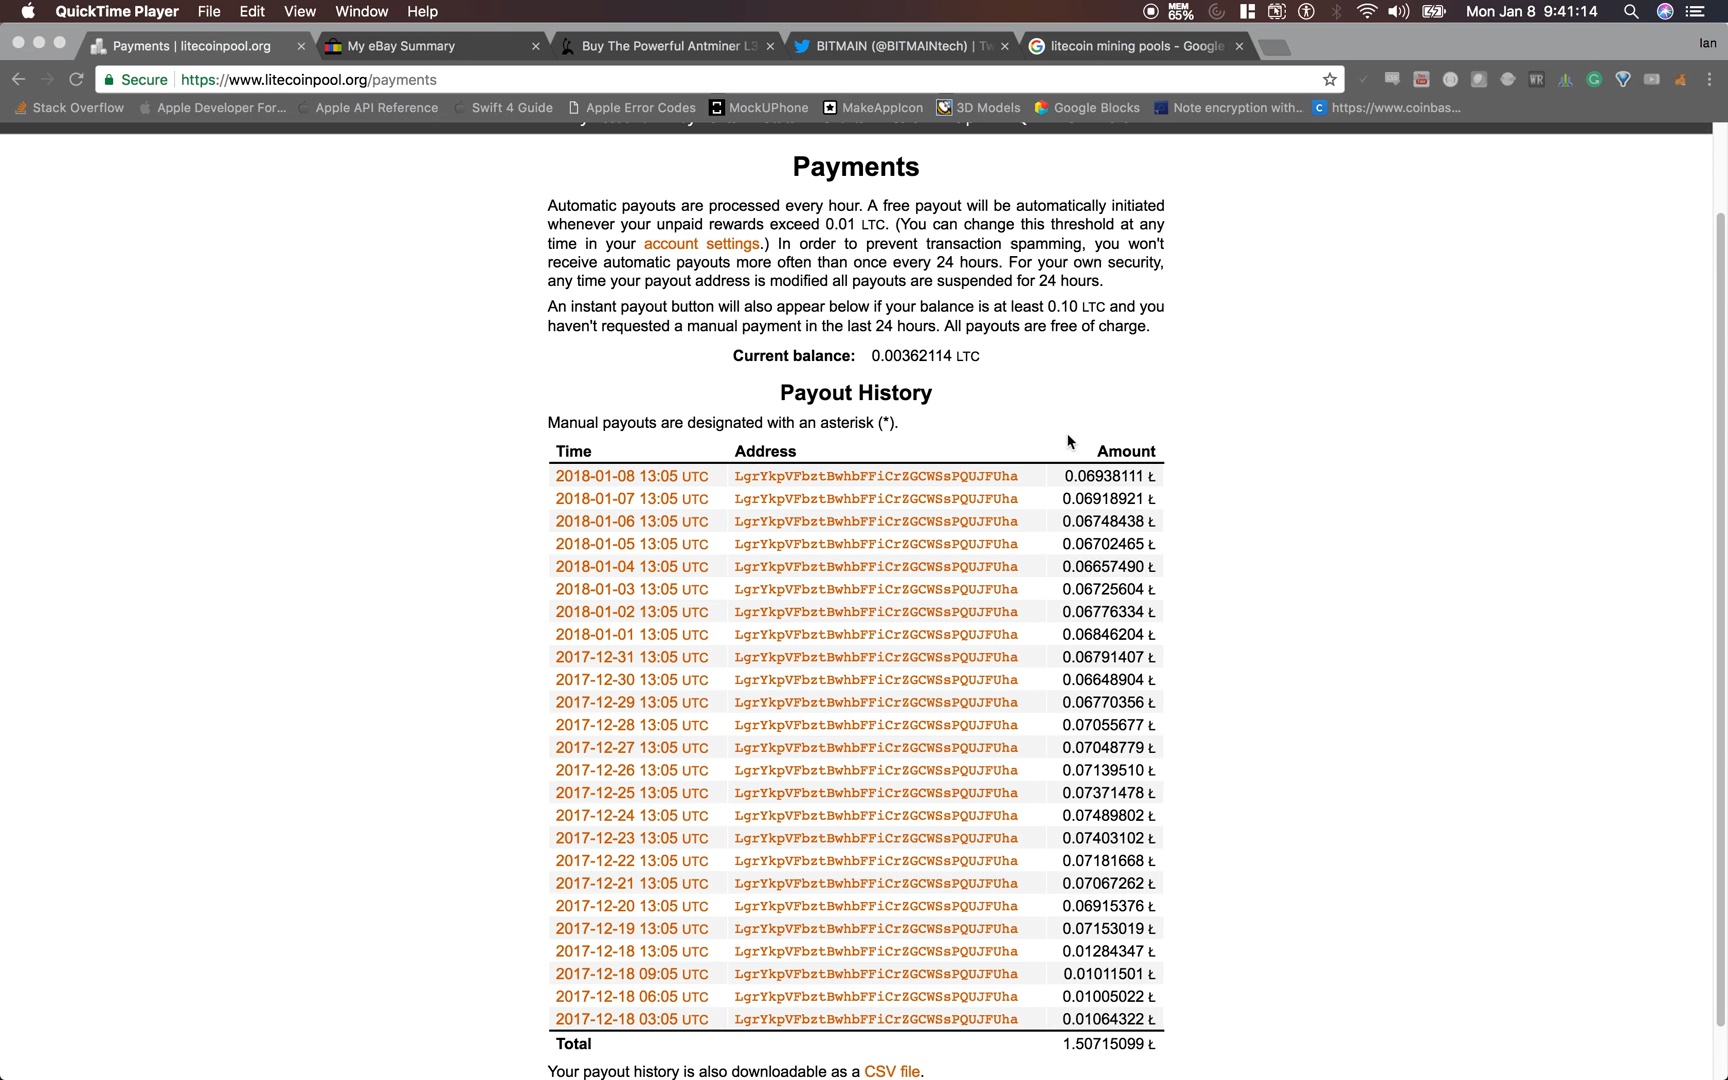 QuickTime Player File Edit View Window Help MEM 65% Mon Jan 8 9:41:14
Payments | litecoinpool.org My eBay Summary Buy The Powerful Antminer L3 BITMAIN (@BITMAINtech) | Tw litecoin mining pools - Google Ian
Secure https://www.litecoinpool.org/payments
Stack Overflow Apple Developer For... Apple API Reference Swift 4 Guide Apple Error Codes MockUPhone MakeAppIcon 3D Models Google Blocks Note encryption with... https://www.coinbas...
Payments
Automatic payouts are processed every hour. A free payout will be automatically initiated
whenever your unpaid rewards exceed 0.01 LTC. (You can change this threshold at any
time in your account settings.) In order to prevent transaction spamming, you won't
receive automatic payouts more often than once every 24 hours. For your own security,
any time your payout address is modified all payouts are suspended for 24 hours.
An instant payout button will also appear below if your balance is at least 0.10 LTC and you
haven't requested a manual payment in the last 24 hours. All payouts are free of charge.
Current balance: 0.00362114 LTC
Payout History
Manual payouts are designated with an asterisk (*).
Time Address Amount
2018-01-08 13:05 UTC LgrYkpVFbztBwhbFFiCrZGCWSsPQUJFUha 0.06938111 Ł
2018-01-07 13:05 UTC LgrYkpVFbztBwhbFFiCrZGCWSsPQUJFUha 0.06918921 Ł
2018-01-06 13:05 UTC LgrYkpVFbztBwhbFFiCrZGCWSsPQUJFUha 0.06748438 Ł
2018-01-05 13:05 UTC LgrYkpVFbztBwhbFFiCrZGCWSsPQUJFUha 0.06702465 Ł
2018-01-04 13:05 UTC LgrYkpVFbztBwhbFFiCrZGCWSsPQUJFUha 0.06657490 Ł
2018-01-03 13:05 UTC LgrYkpVFbztBwhbFFiCrZGCWSsPQUJFUha 0.06725604 Ł
2018-01-02 13:05 UTC LgrYkpVFbztBwhbFFiCrZGCWSsPQUJFUha 0.06776334 Ł
2018-01-01 13:05 UTC LgrYkpVFbztBwhbFFiCrZGCWSsPQUJFUha 0.06846204 Ł
2017-12-31 13:05 UTC LgrYkpVFbztBwhbFFiCrZGCWSsPQUJFUha 0.06791407 Ł
2017-12-30 13:05 UTC LgrYkpVFbztBwhbFFiCrZGCWSsPQUJFUha 0.06648904 Ł
2017-12-29 13:05 UTC LgrYkpVFbztBwhbFFiCrZGCWSsPQUJFUha 0.06770356 Ł
2017-12-28 13:05 UTC LgrYkpVFbztBwhbFFiCrZGCWSsPQUJFUha 0.07055677 Ł
2017-12-27 13:05 UTC LgrYkpVFbztBwhbFFiCrZGCWSsPQUJFUha 0.07048779 Ł
2017-12-26 13:05 UTC LgrYkpVFbztBwhbFFiCrZGCWSsPQUJFUha 0.07139510 Ł
2017-12-25 13:05 UTC LgrYkpVFbztBwhbFFiCrZGCWSsPQUJFUha 0.07371478 Ł
2017-12-24 13:05 UTC LgrYkpVFbztBwhbFFiCrZGCWSsPQUJFUha 0.07489802 Ł
2017-12-23 13:05 UTC LgrYkpVFbztBwhbFFiCrZGCWSsPQUJFUha 0.07403102 Ł
2017-12-22 13:05 UTC LgrYkpVFbztBwhbFFiCrZGCWSsPQUJFUha 0.07181668 Ł
2017-12-21 13:05 UTC LgrYkpVFbztBwhbFFiCrZGCWSsPQUJFUha 0.07067262 Ł
2017-12-20 13:05 UTC LgrYkpVFbztBwhbFFiCrZGCWSsPQUJFUha 0.06915376 Ł
2017-12-19 13:05 UTC LgrYkpVFbztBwhbFFiCrZGCWSsPQUJFUha 0.07153019 Ł
2017-12-18 13:05 UTC LgrYkpVFbztBwhbFFiCrZGCWSsPQUJFUha 0.01284347 Ł
2017-12-18 09:05 UTC LgrYkpVFbztBwhbFFiCrZGCWSsPQUJFUha 0.01011501 Ł
2017-12-18 06:05 UTC LgrYkpVFbztBwhbFFiCrZGCWSsPQUJFUha 0.01005022 Ł
2017-12-18 03:05 UTC LgrYkpVFbztBwhbFFiCrZGCWSsPQUJFUha 0.01064322 Ł
Total 1.50715099 Ł
Your payout history is also downloadable as a CSV file.